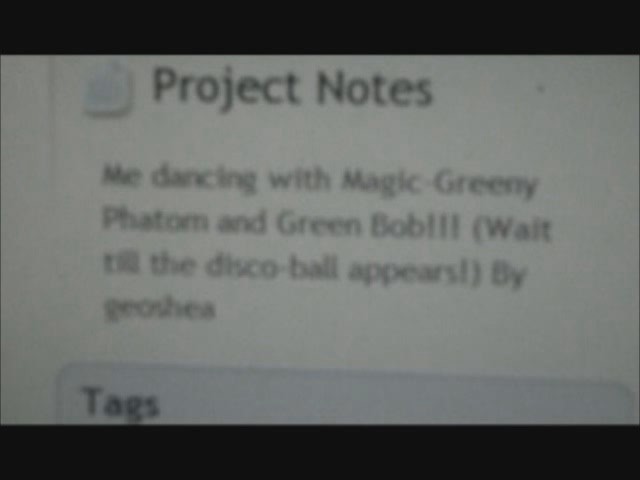 Project Notes
Me dancing with Magic-Greeny
Phatom and Green Bob!!! (Wait
till the disco-ball appears!) By
geoshea
Tags